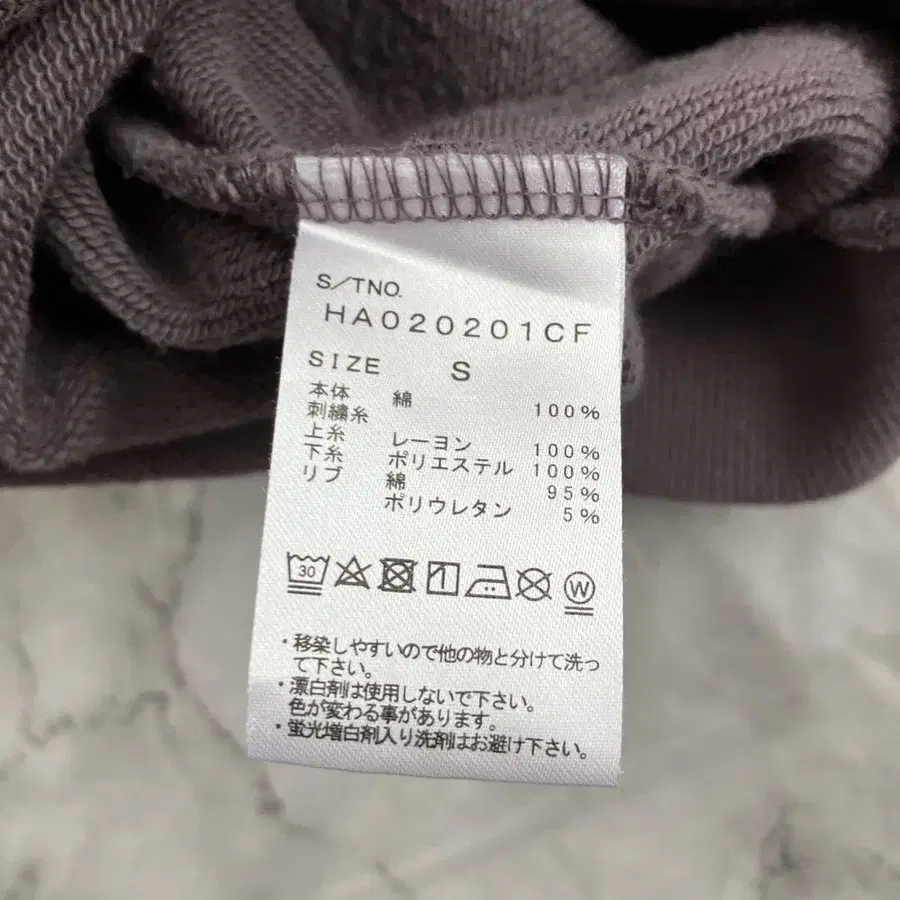 S/TNO.
HA020201CF
SIZE S
本体 綿 100%
刺繍糸
上糸 レーヨン 100%
下糸 ポリエステル 100%
リブ 綿 95%
ポリウレタン 5%
30 W
・移染しやすいので他の物と分けて洗っ
て下さい。
・漂白剤は使用しないで下さい。
色が変わる事があります。
・蛍光増白剤入り洗剤はお避け下さい。